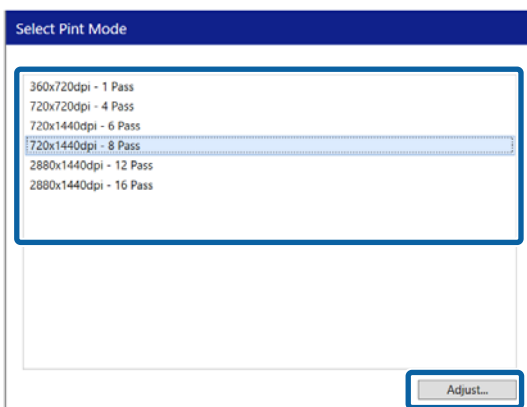 Select Pint Mode
360x720dpi - 1 Pass
720x720dpi - 4 Pass
720x1440dpi - 6 Pass
720x1440dpi - 8 Pass
2880x1440dpi - 12 Pass
2880x1440dpi - 16 Pass
Adjust...